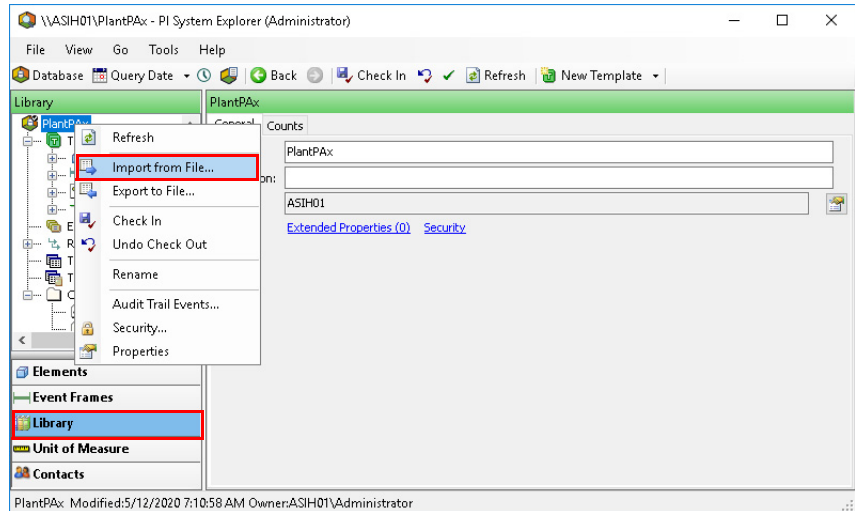 \\ASIH01\PlantPAx - PI System Explorer (Administrator)
File View Go Tools Help
Database Query Date Back Check In Refresh New Template
Library
PlantPAx
General Counts
PlantPAx
PlantPAx
on:
ASIH01
Extended Properties (0) Security
Refresh
Import from File...
Export to File...
Check In
Undo Check Out
Rename
Audit Trail Events...
Security...
Properties
T
E
R
T
T
Elements
Event Frames
Library
Unit of Measure
Contacts
PlantPAx Modified:5/12/2020 7:10:58 AM Owner:ASIH01\Administrator